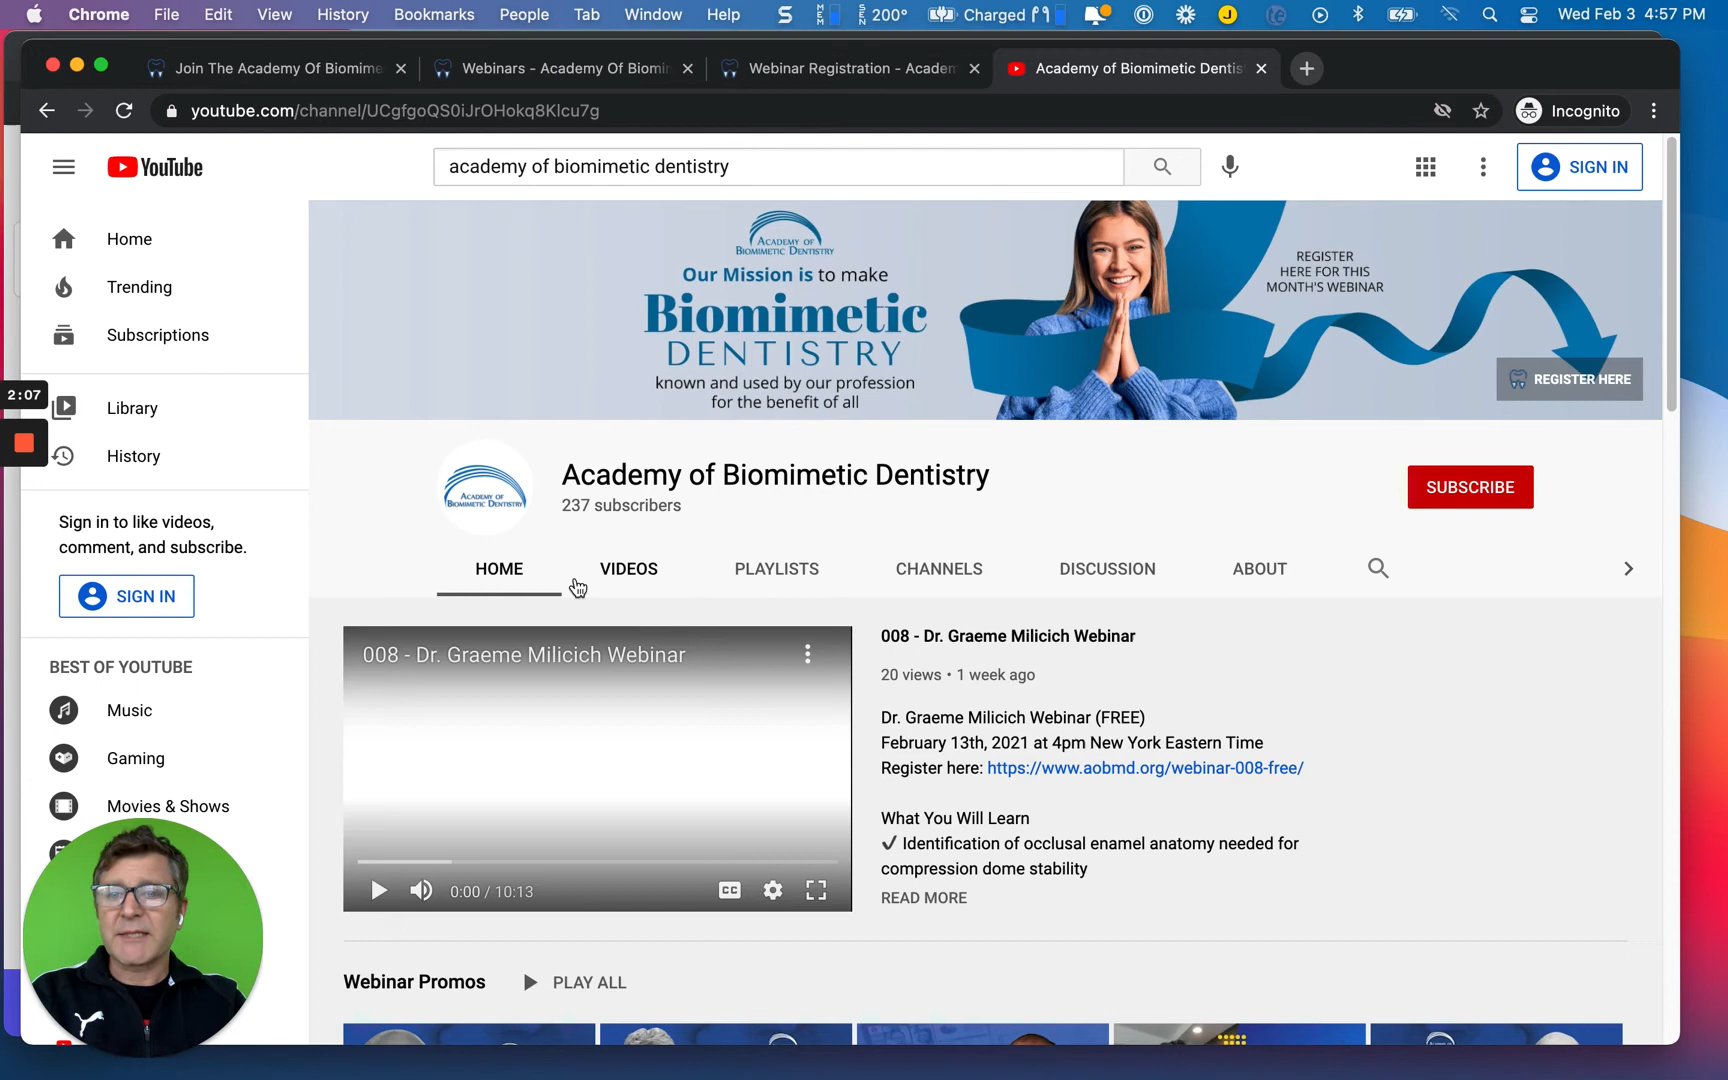 Chrome File Edit View History Bookmarks People Tab Window Help 200° Charged Wed Feb 3 4:57 PM
Join The Academy Of Biomime
Webinars - Academy Of Biomin
Webinar Registration - Academ
Academy of Biomimetic Dentis
youtube.com/channel/UCgfgoQS0iJrOHokq8Klcu7g
Incognito
YouTube
academy of biomimetic dentistry
SIGN IN
Home
Trending
Subscriptions
2:07
Library
History
Sign in to like videos,
comment, and subscribe.
SIGN IN
BEST OF YOUTUBE
Music
Gaming
Movies & Shows
ACADEMY OF
BIOMIMETIC DENTISTRY
Our Mission is to make
Biomimetic
DENTISTRY
known and used by our profession
for the benefit of all
REGISTER
HERE FOR THIS
MONTH'S WEBINAR
REGISTER HERE
ACADEMY OF
BIOMIMETIC DENTISTRY
Academy of Biomimetic Dentistry
237 subscribers
SUBSCRIBE
HOME VIDEOS PLAYLISTS CHANNELS DISCUSSION ABOUT
008 - Dr. Graeme Milicich Webinar
0:00 / 10:13
CC
008 - Dr. Graeme Milicich Webinar
20 views • 1 week ago
Dr. Graeme Milicich Webinar (FREE)
February 13th, 2021 at 4pm New York Eastern Time
Register here: https://www.aobmd.org/webinar-008-free/
What You Will Learn
✓ Identification of occlusal enamel anatomy needed for
compression dome stability
READ MORE
Webinar Promos PLAY ALL